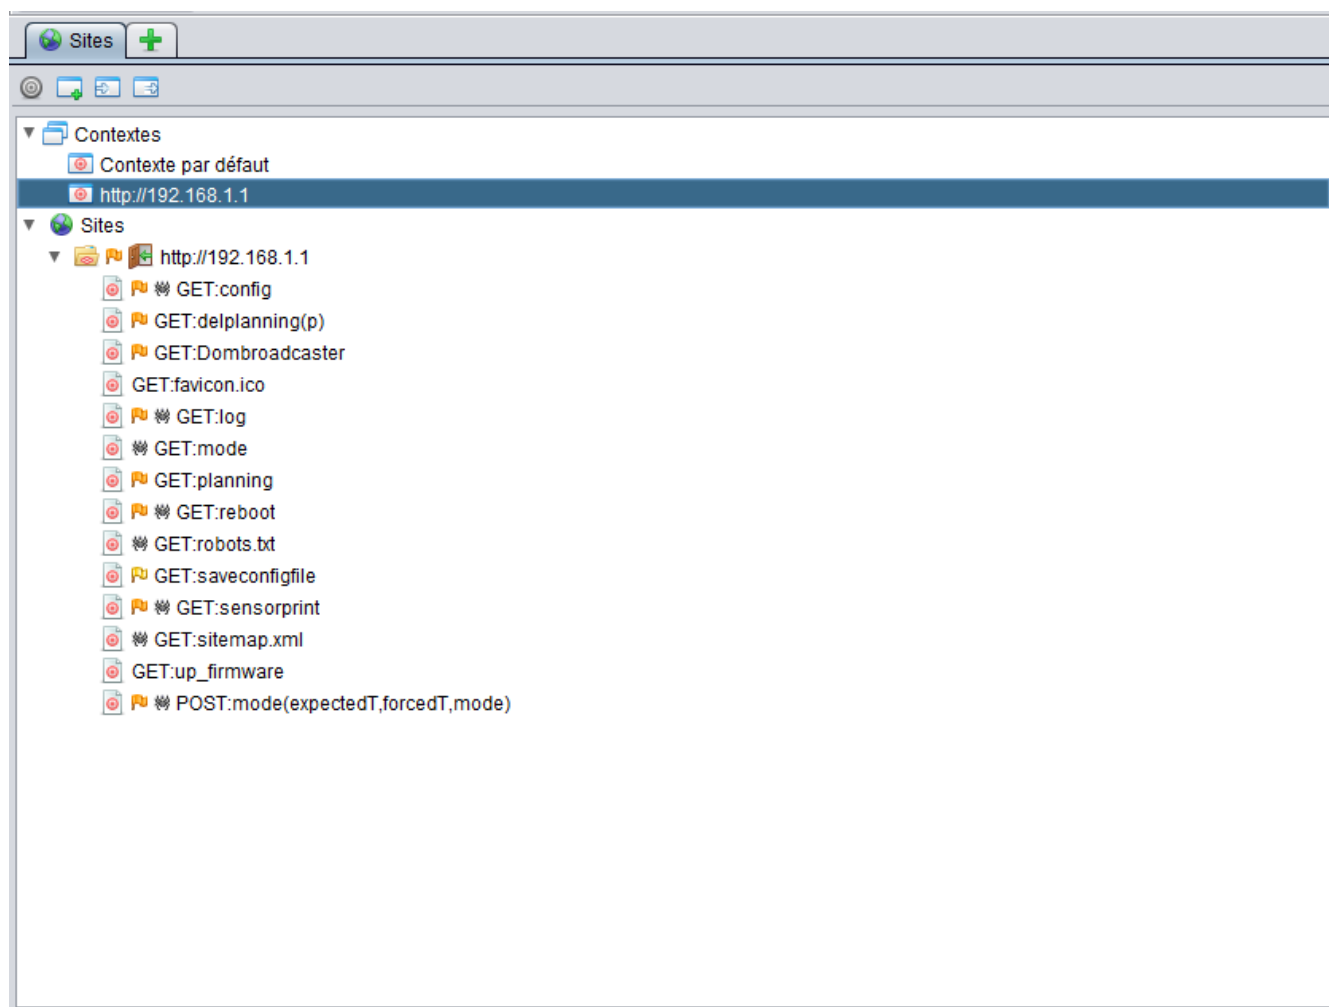 Sites
Contextes
Contexte par défaut
http://192.168.1.1
Sites
http://192.168.1.1
GET:config
GET:delplanning(p)
GET:Dombroadcaster
GET:favicon.ico
GET:log
GET:mode
GET:planning
GET:reboot
GET:robots.txt
GET:saveconfigfile
GET:sensorprint
GET:sitemap.xml
GET:up_firmware
POST:mode(expectedT,forcedT,mode)